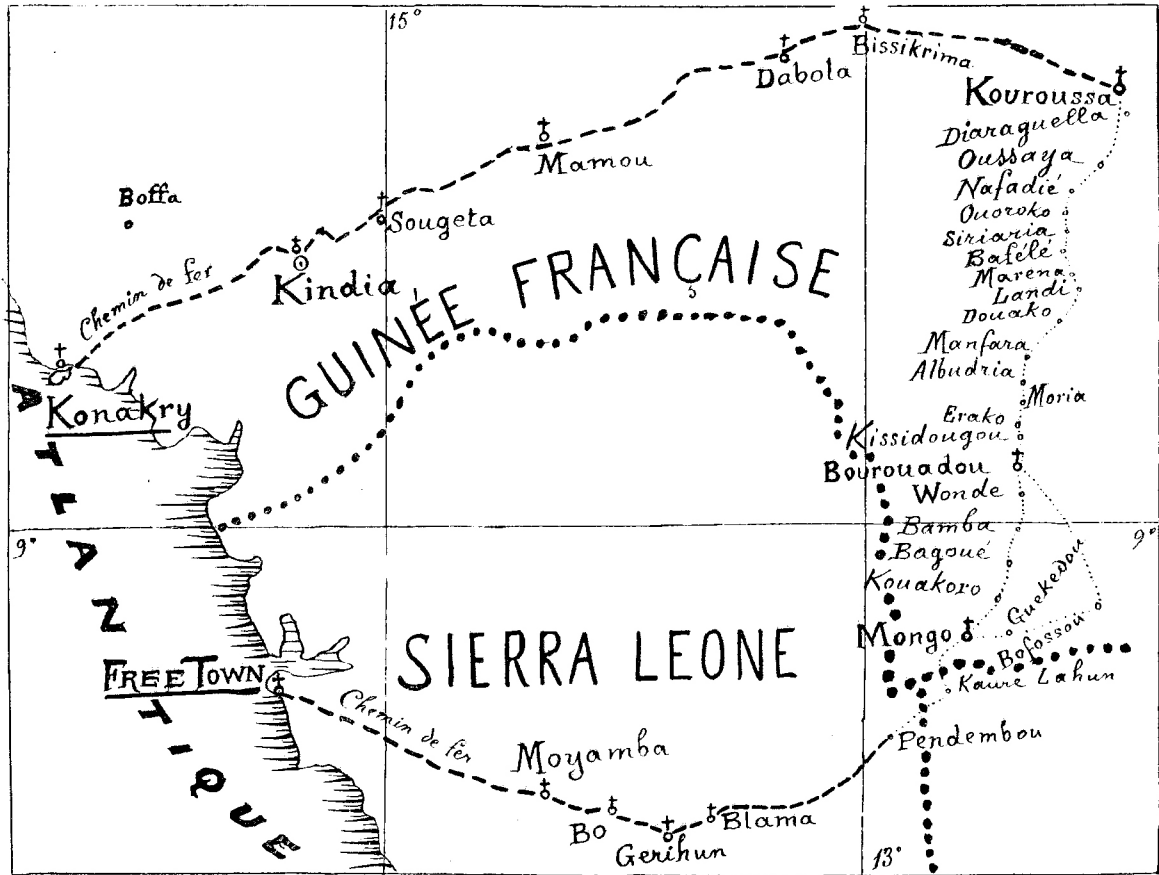 15°
Bissikrima
Dabola
Kouroussa
Diaraguella
Oussaya
Nafadié
Ouoroko
Siriaria
Bafélé
Marena
Landi
Douako
Manfara
Albudria
Moria
Erako
Kissidougou
Bourouadou
Wonde
Bamba
Bagoué
Kouakoro
Mongo
Guekedou
Bofossou
Kaure Lahun
Pendembou
Mamou
Boffa
Sougeta
Kindia
Chemin de fer
Konakry
GUINÉE FRANÇAISE
ATLANTIQUE
9°
9°
SIERRA LEONE
FREE TOWN
Chemin de fer
Moyamba
Bo
Gerihun
Blama
13°